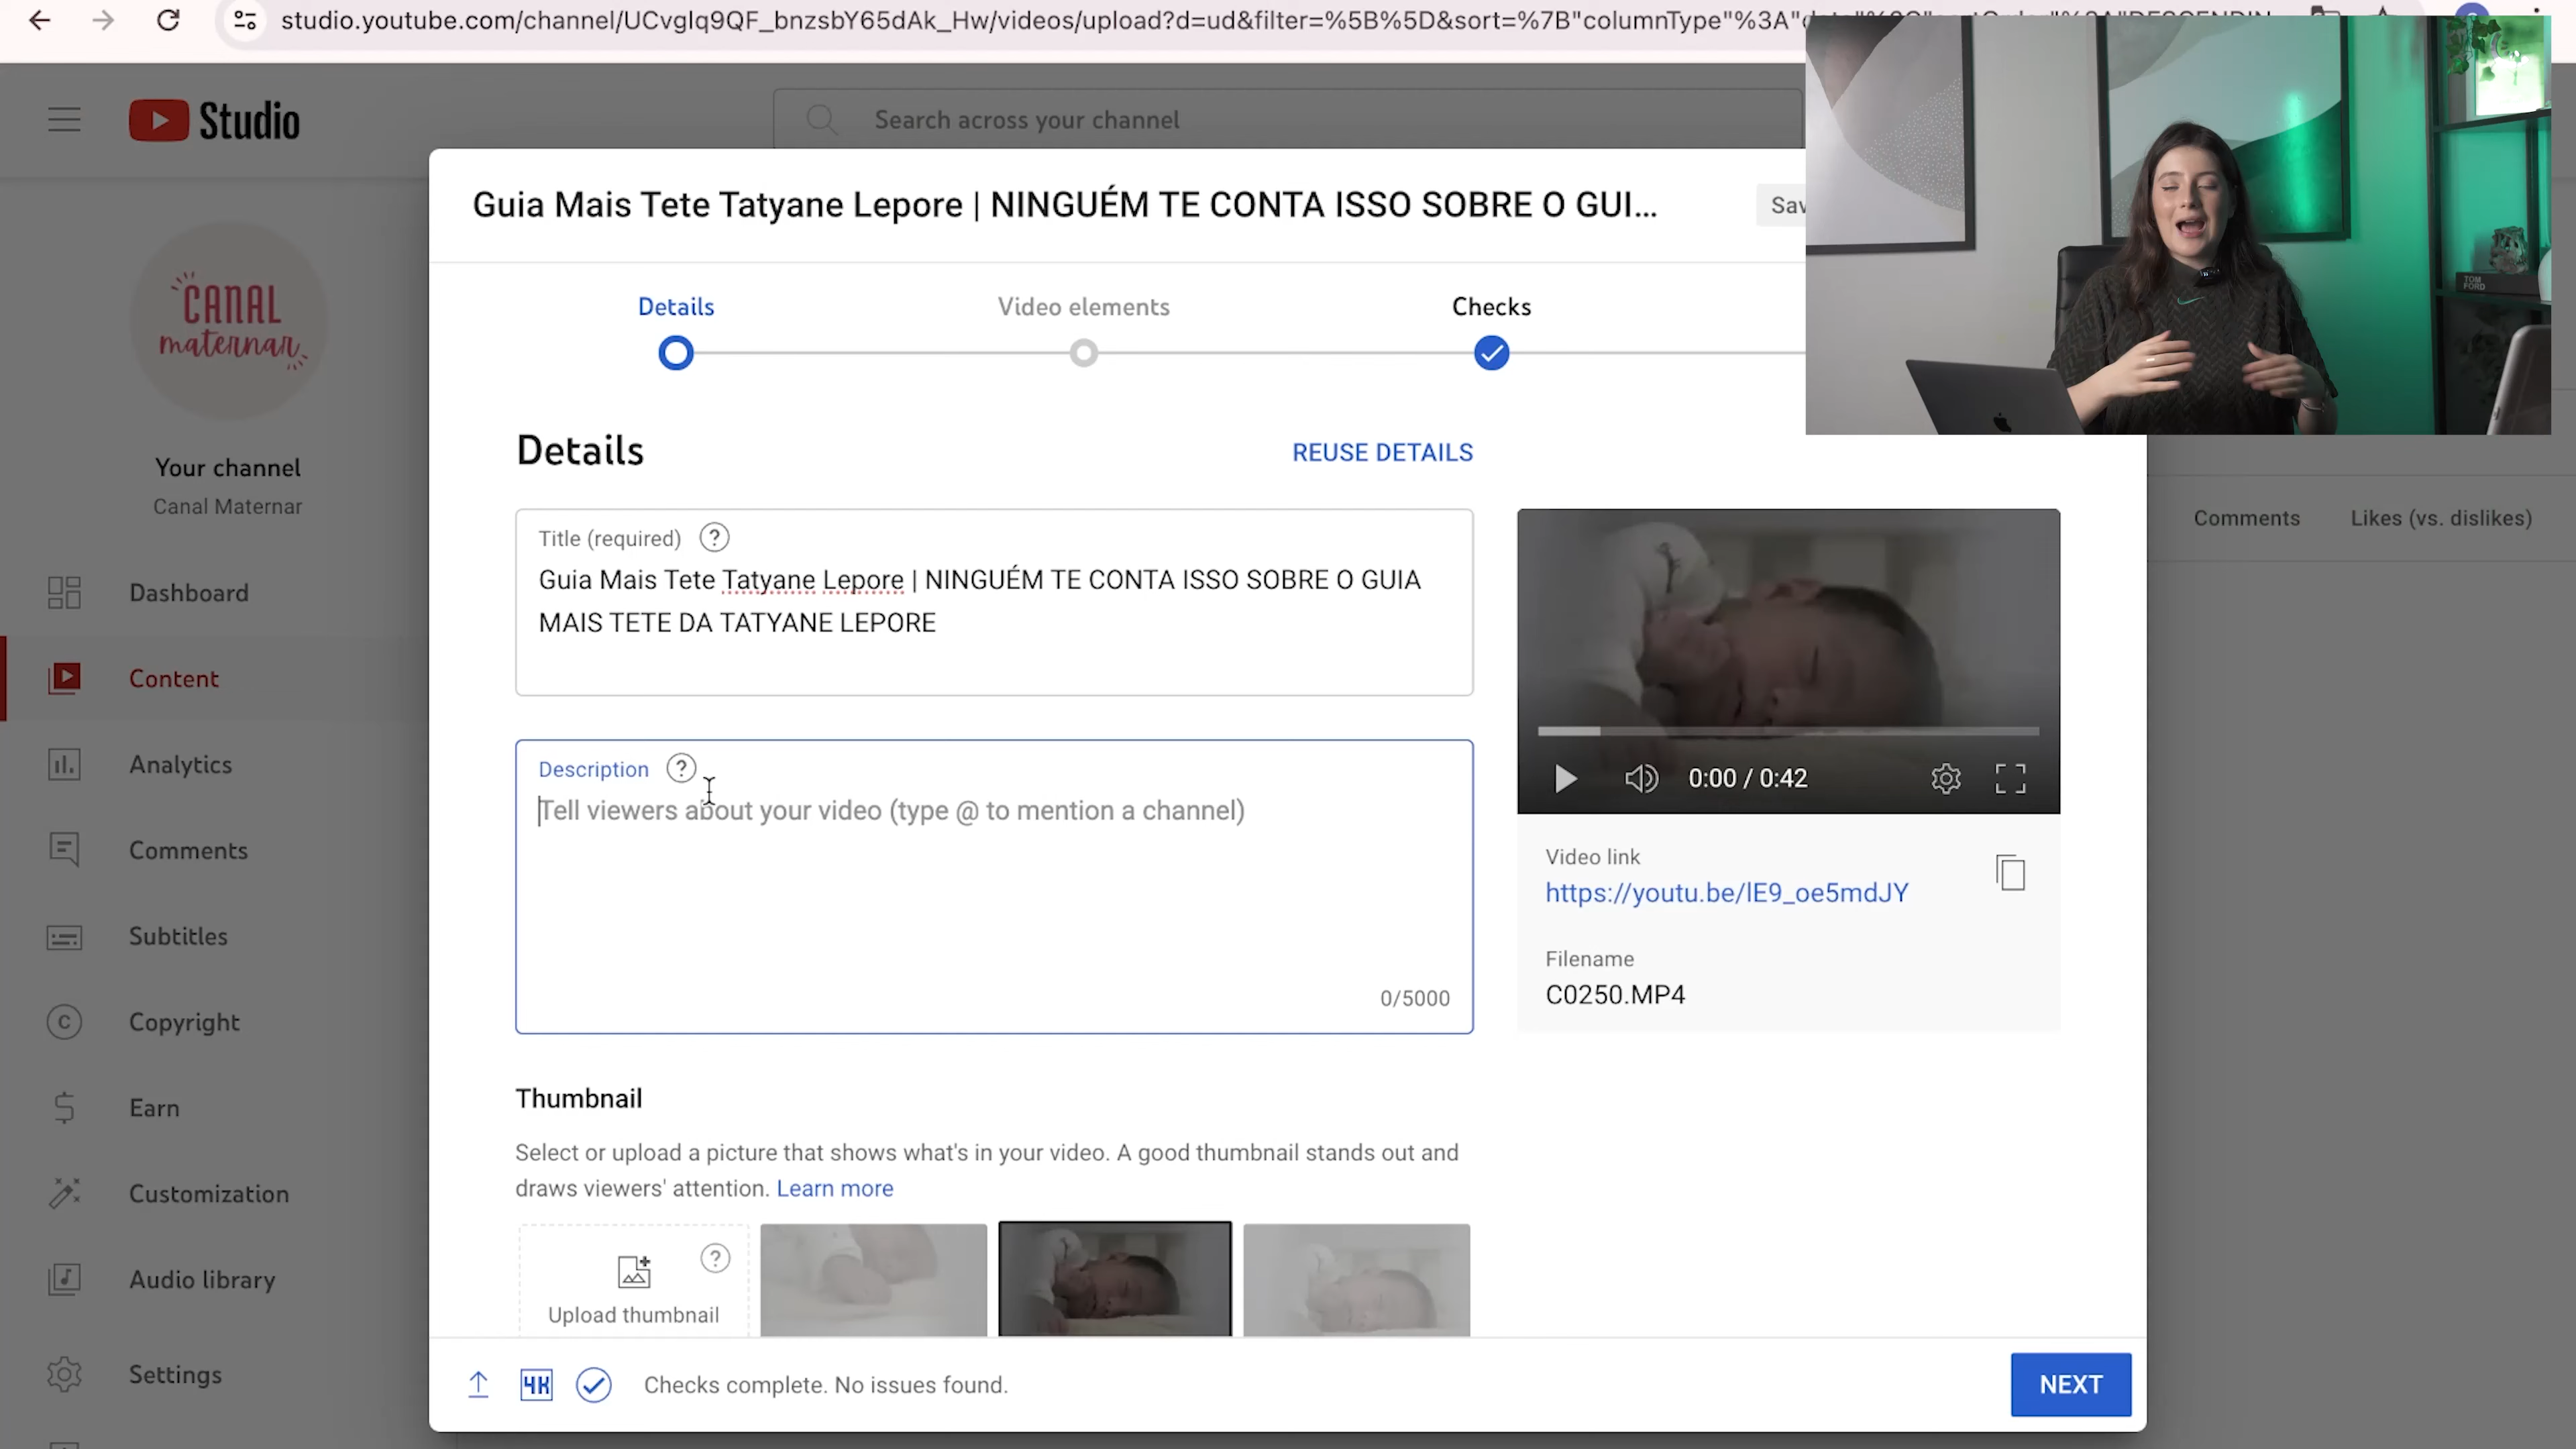 studio.youtube.com/channel/UCvglq9QF_bnzsbY65dAk_Hw/videos/upload?d=ud&filter=%5B%5D&sort=%7B"columnType"%3A"
Studio
Search across your channel
CANAL
maternar
Your channel
Canal Maternar
Dashboard
Content
Analytics
Comments
Subtitles
Copyright
Earn
Customization
Audio library
Settings
Guia Mais Tete Tatyane Lepore | NINGUÉM TE CONTA ISSO SOBRE O GUI...
Sav
Details
Video elements
Checks
Details
REUSE DETAILS
Title (required)
Guia Mais Tete Tatyane Lepore | NINGUÉM TE CONTA ISSO SOBRE O GUIA
MAIS TETE DA TATYANE LEPORE
Description
Tell viewers about your video (type @ to mention a channel)
0/5000
0:00 / 0:42
Video link
https://youtu.be/lE9_oe5mdJY
Filename
C0250.MP4
Thumbnail
Select or upload a picture that shows what's in your video. A good thumbnail stands out and
draws viewers' attention. Learn more
Upload thumbnail
4K
Checks complete. No issues found.
NEXT
Comments
Likes (vs. dislikes)
TOM
FORD